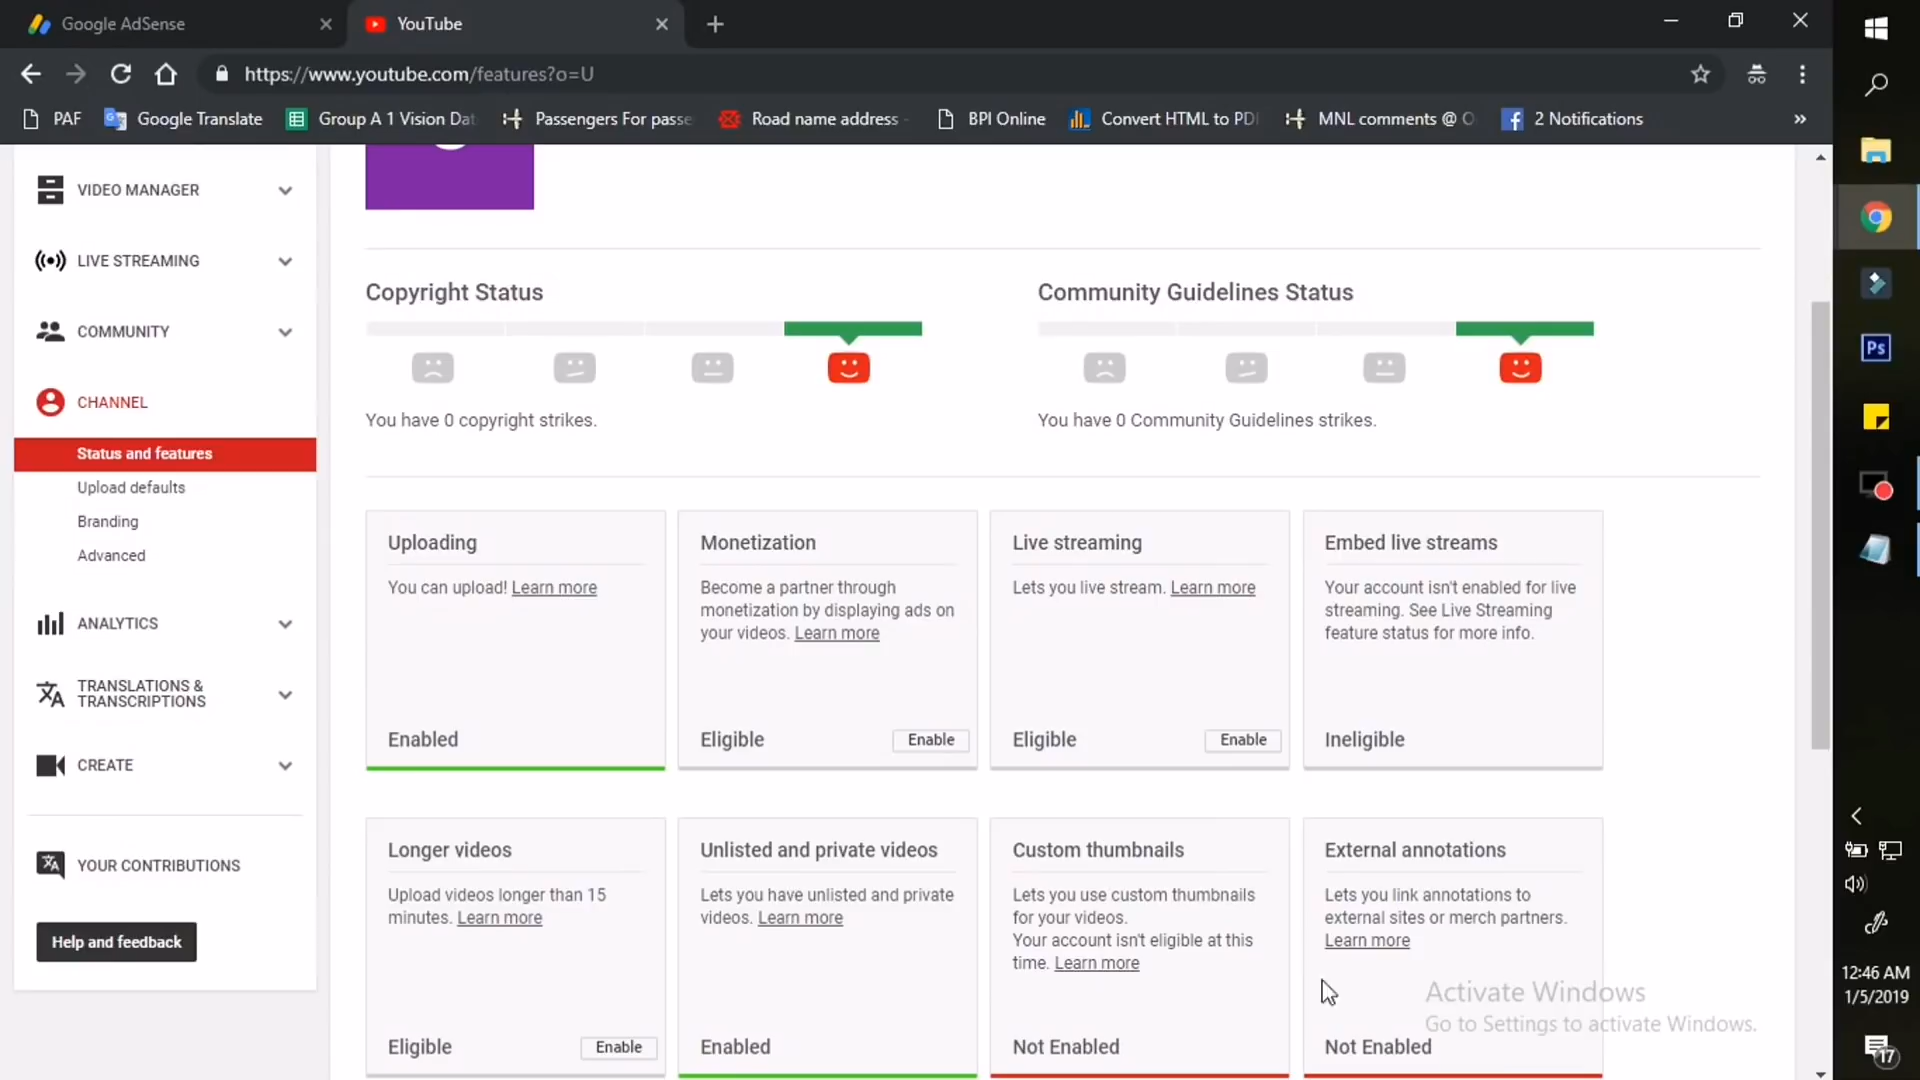 Google AdSense
YouTube
https://www.youtube.com/features?o=U
PAF
Google Translate
Group A 1 Vision Dat
Passengers For passe
Road name address
BPI Online
Convert HTML to PD
MNL comments @ O
2 Notifications
»
VIDEO MANAGER
LIVE STREAMING
COMMUNITY
CHANNEL
Status and features
Upload defaults
Branding
Advanced
ANALYTICS
TRANSLATIONS &
TRANSCRIPTIONS
CREATE
YOUR CONTRIBUTIONS
Help and feedback
Copyright Status
You have 0 copyright strikes.
Community Guidelines Status
You have 0 Community Guidelines strikes.
Uploading
You can upload! Learn more
Enabled
Monetization
Become a partner through
monetization by displaying ads on
your videos. Learn more
Eligible
Enable
Live streaming
Lets you live stream. Learn more
Eligible
Enable
Embed live streams
Your account isn't enabled for live
streaming. See Live Streaming
feature status for more info.
Ineligible
Longer videos
Upload videos longer than 15
minutes. Learn more
Eligible
Enable
Unlisted and private videos
Lets you have unlisted and private
videos. Learn more
Enabled
Custom thumbnails
Lets you use custom thumbnails
for your videos.
Your account isn't eligible at this
time. Learn more
Not Enabled
External annotations
Lets you link annotations to
external sites or merch partners.
Learn more
Not Enabled
Activate Windows
Go to Settings to activate Windows.
Ps
12:46 AM
1/5/2019
17